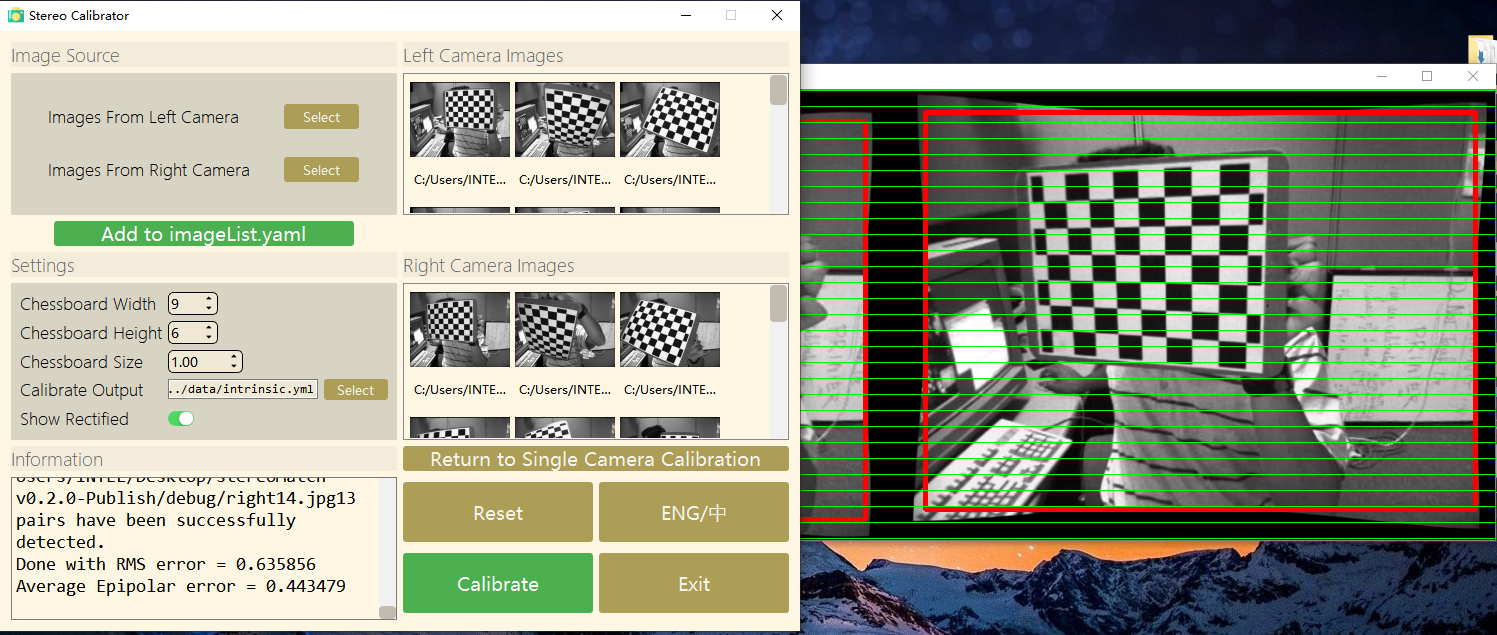 Stereo Calibrator
Image Source
Images From Left Camera
Select
Images From Right Camera
Select
Add to imageList.yaml
Left Camera Images
C:/Users/INTE...
C:/Users/INTE...
C:/Users/INTE...
Settings
Chessboard Width
9
Chessboard Height
6
Chessboard Size
1.00
Calibrate Output
../data/intrinsic.yml
Select
Show Rectified
Right Camera Images
C:/Users/INTE...
C:/Users/INTE...
C:/Users/INTE...
Information
Users/INTEL/Desktop/stereoMatch
v0.2.0-Publish/debug/right14.jpg13
pairs have been successfully
detected.
Done with RMS error = 0.635856
Average Epipolar error = 0.443479
Return to Single Camera Calibration
Reset
ENG/中
Calibrate
Exit